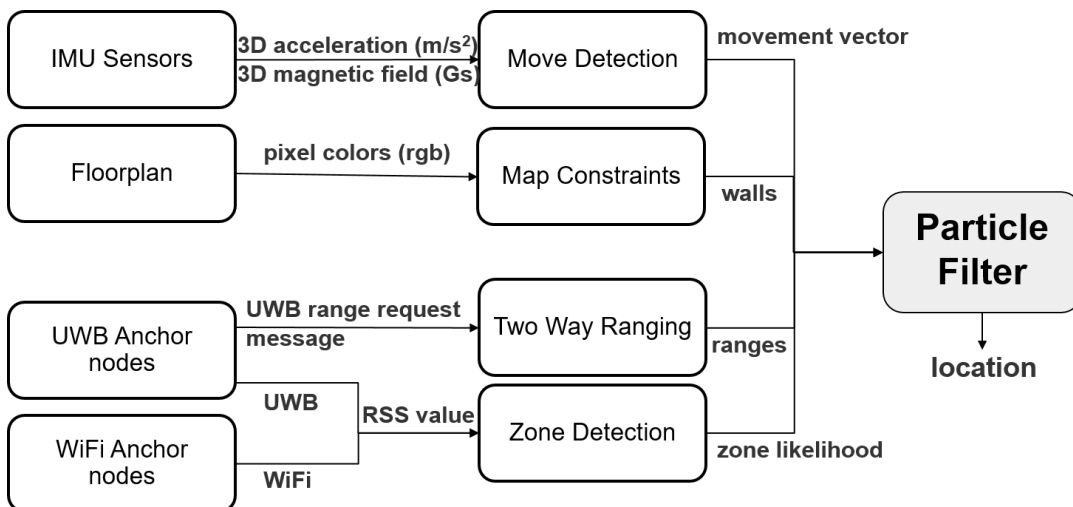 IMU Sensors
3D acceleration (m/s²)
3D magnetic field (Gs)
Move Detection
movement vector
Floorplan
pixel colors (rgb)
Map Constraints
walls
Particle
Filter
location
UWB Anchor
nodes
UWB range request
message
Two Way Ranging
ranges
WiFi Anchor
nodes
UWB
WiFi
RSS value
Zone Detection
zone likelihood